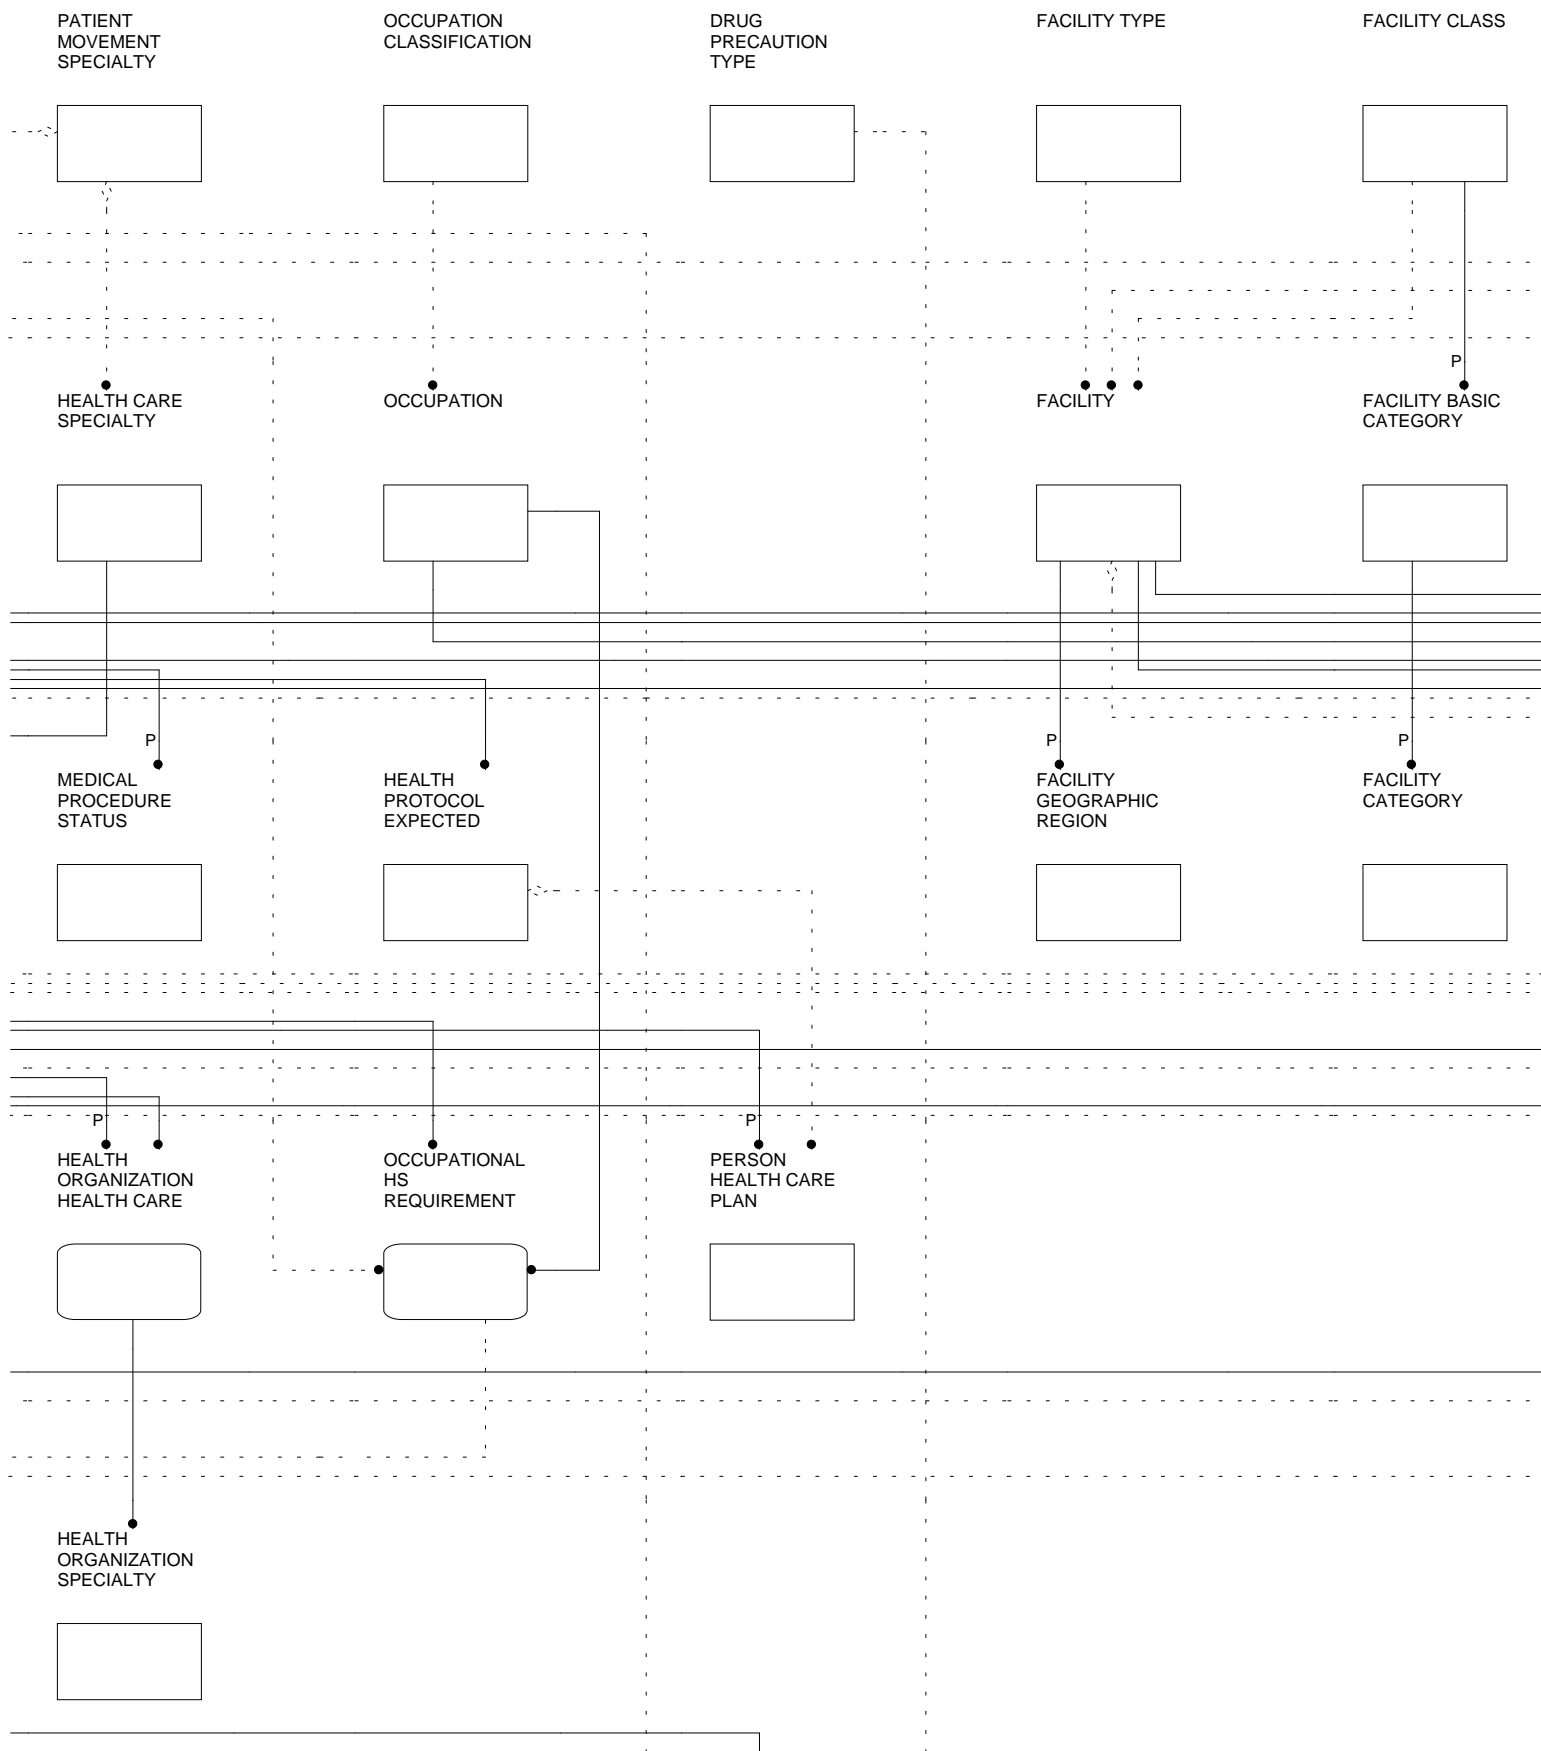 PATIENT
MOVEMENT
SPECIALTY
OCCUPATION
CLASSIFICATION
DRUG
PRECAUTION
TYPE
FACILITY TYPE
FACILITY CLASS
P
HEALTH CARE
SPECIALTY
OCCUPATION
FACILITY
FACILITY BASIC
CATEGORY
P
P
P
MEDICAL
PROCEDURE
STATUS
HEALTH
PROTOCOL
EXPECTED
FACILITY
GEOGRAPHIC
REGION
FACILITY
CATEGORY
P
P
HEALTH
ORGANIZATION
HEALTH CARE
OCCUPATIONAL
HS
REQUIREMENT
PERSON
HEALTH CARE
PLAN
HEALTH
ORGANIZATION
SPECIALTY